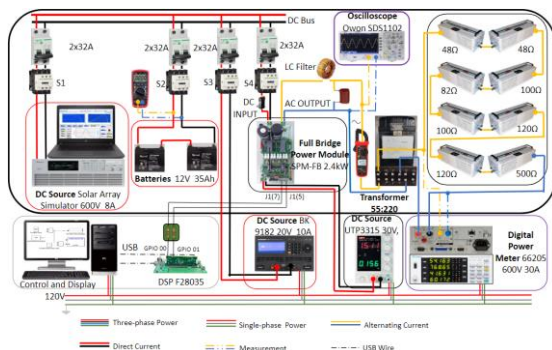 DC Bus
2x32A
2x32A
2x32A
2x32A
Oscilloscope
Owon SDS1102
S1
S2
S3
S4
LC Filter
DC
INPUT
AC OUTPUT
48Ω
48Ω
82Ω
100Ω
100Ω
120Ω
120Ω
500Ω
Full Bridge
Power Module
SPM-FB 2.4kW
Batteries 12V 35Ah
DC Source Solar Array
Simulator 600V 8A
Transformer
55:220
J1(7)
J1(5)
DC Source BK
9182 20V 10A
DC Source
UTP3315 30V,
Digital
Power
Meter 66205
600V 30A
USB
GPIO 00
GPIO 01
Control and Display
DSP F28035
120V
Three-phase Power
Single-phase Power
Alternating Current
Direct Current
Measurement
USB Wire